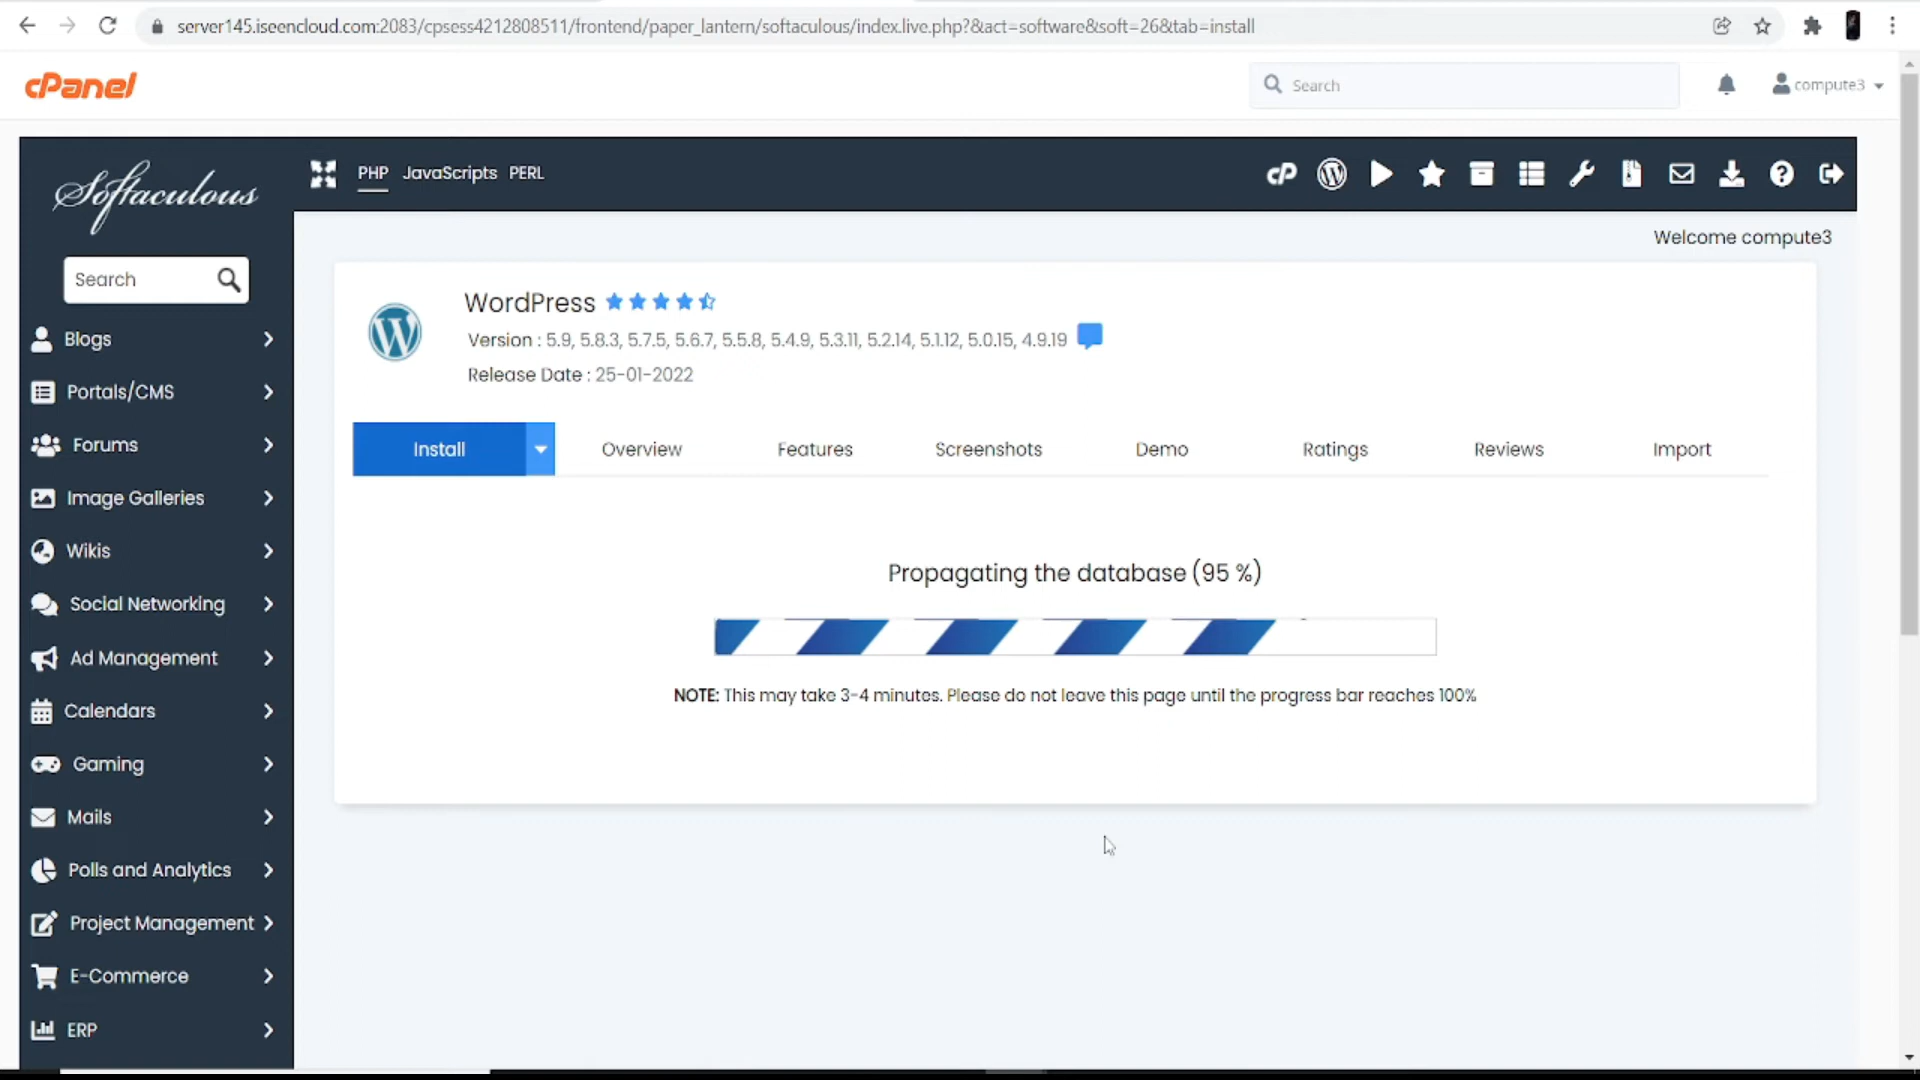 server145.iseencloud.com:2083/cpsess4212808511/frontend/paper_lantern/softaculous/index.live.php?&act=software&soft=26&tab=install
cPanel
Search
compute3
Softaculous
PHP JavaScripts PERL
cP
Welcome compute3
Search
WordPress
Version : 5.9, 5.8.3, 5.7.5, 5.6.7, 5.5.8, 5.4.9, 5.3.11, 5.2.14, 5.1.12, 5.0.15, 4.9.19
Release Date : 25-01-2022
Install Overview Features Screenshots Demo Ratings Reviews Import
Propagating the database (95 %)
NOTE: This may take 3-4 minutes. Please do not leave this page until the progress bar reaches 100%
Blogs
Portals/CMS
Forums
Image Galleries
Wikis
Social Networking
Ad Management
Calendars
Gaming
Mails
Polls and Analytics
Project Management
E-Commerce
ERP